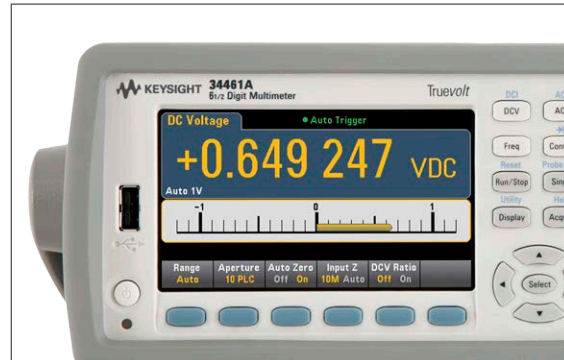 KEYSIGHT 34461A
6 1/2 Digit Multimeter
Truevolt
DC Voltage
Auto Trigger
+0.649 247 VDC
Auto 1V
-1 0 1
Range Aperture Auto Zero Input Z DCV Ratio
Auto 10 PLC Off On 10M Auto Off On
DCI
DCV
Freq
Reset
Run/Stop
Utility
Display
Probe
Select